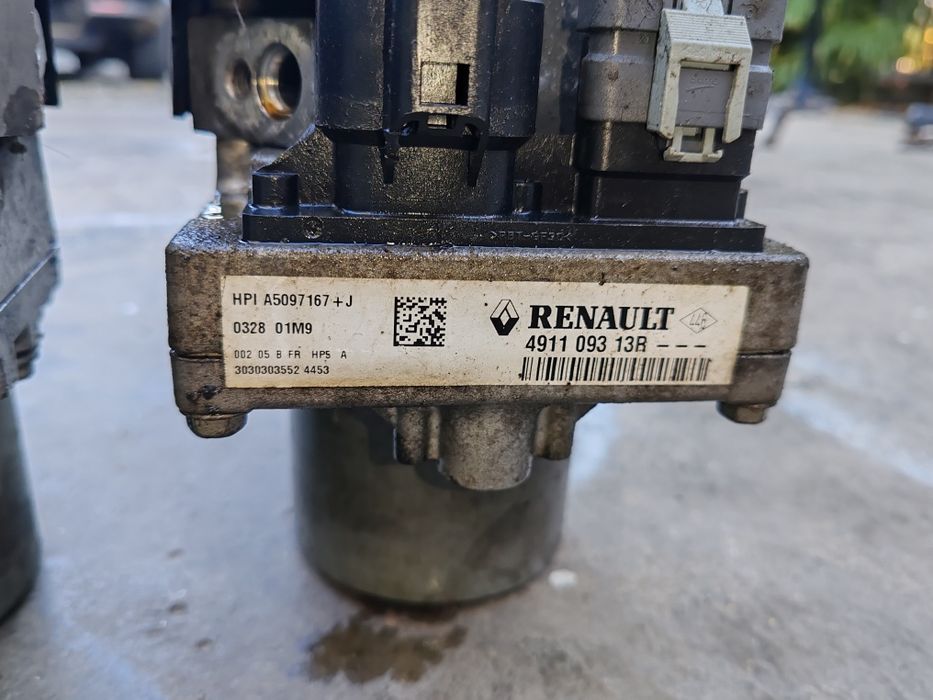 HPI A5097167+J
0328 01M9
002 05 B FR HP5 A
3030303552 4453
RENAULT
4911 093 13R ---